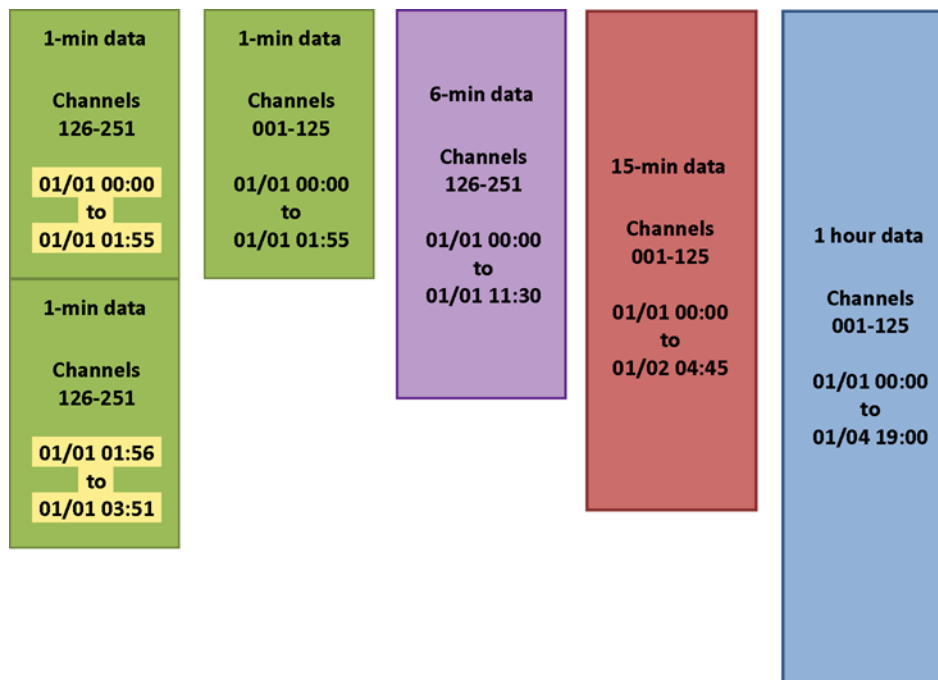 1-min data
Channels
126-251
01/01 00:00
to
01/01 01:55
1-min data
Channels
126-251
01/01 01:56
to
01/01 03:51
1-min data
Channels
001-125
01/01 00:00
to
01/01 01:55
6-min data
Channels
126-251
01/01 00:00
to
01/01 11:30
15-min data
Channels
001-125
01/01 00:00
to
01/02 04:45
1 hour data
Channels
001-125
01/01 00:00
to
01/04 19:00